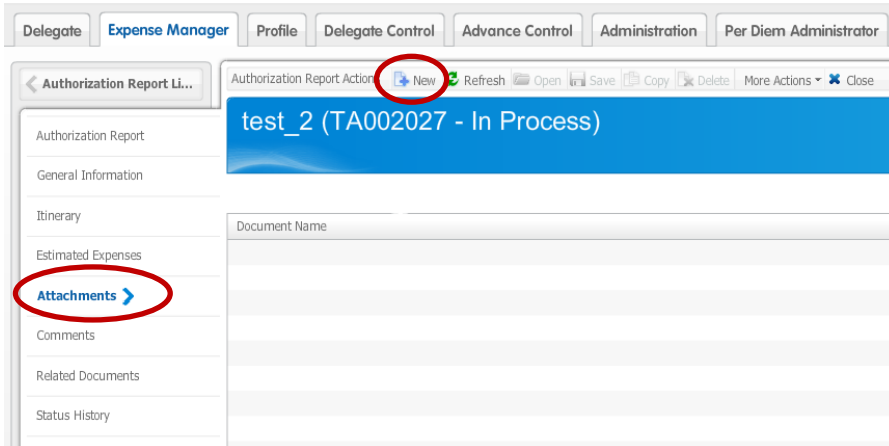 Delegate Expense Manager Profile Delegate Control Advance Control Administration Per Diem Administrator
Authorization Report Li... Authorization Report Action New Refresh Open Save Copy Delete More Actions Close
test_2 (TA002027 - In Process)
Authorization Report
General Information
Itinerary
Document Name
Estimated Expenses
Attachments
Comments
Related Documents
Status History